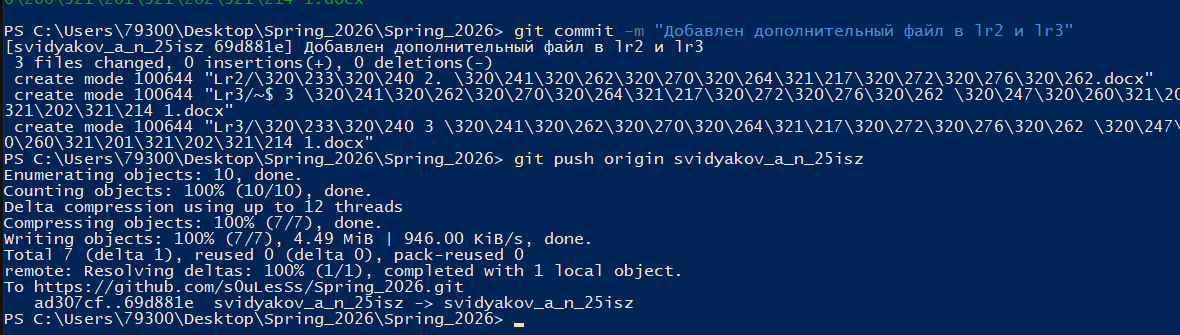 0\260\321\201\321\202\321\214 1.docx"
PS C:\Users\79300\Desktop\Spring_2026\Spring_2026> git commit -m "Добавлен дополнительный файл в lr2 и lr3"
[svidyakov_a_n_25isz 69d881e] Добавлен дополнительный файл в lr2 и lr3
 3 files changed, 0 insertions(+), 0 deletions(-)
 create mode 100644 "Lr2/\320\233\320\240 2. \320\241\320\262\320\270\320\264\321\217\320\272\320\276\320\262.docx"
 create mode 100644 "Lr3/~$ 3 \320\241\320\262\320\270\320\264\321\217\320\272\320\276\320\262 \320\247\320\260\321\20
321\202\321\214 1.docx"
 create mode 100644 "Lr3/\320\233\320\240 3 \320\241\320\262\320\270\320\264\321\217\320\272\320\276\320\262 \320\247
0\260\321\201\321\202\321\214 1.docx"
PS C:\Users\79300\Desktop\Spring_2026\Spring_2026> git push origin svidyakov_a_n_25isz
Enumerating objects: 10, done.
Counting objects: 100% (10/10), done.
Delta compression using up to 12 threads
Compressing objects: 100% (7/7), done.
Writing objects: 100% (7/7), 4.49 MiB | 946.00 KiB/s, done.
Total 7 (delta 1), reused 0 (delta 0), pack-reused 0
remote: Resolving deltas: 100% (1/1), completed with 1 local object.
To https://github.com/s0uLesSs/Spring_2026.git
   ad307cf..69d881e  svidyakov_a_n_25isz -> svidyakov_a_n_25isz
PS C:\Users\79300\Desktop\Spring_2026\Spring_2026>